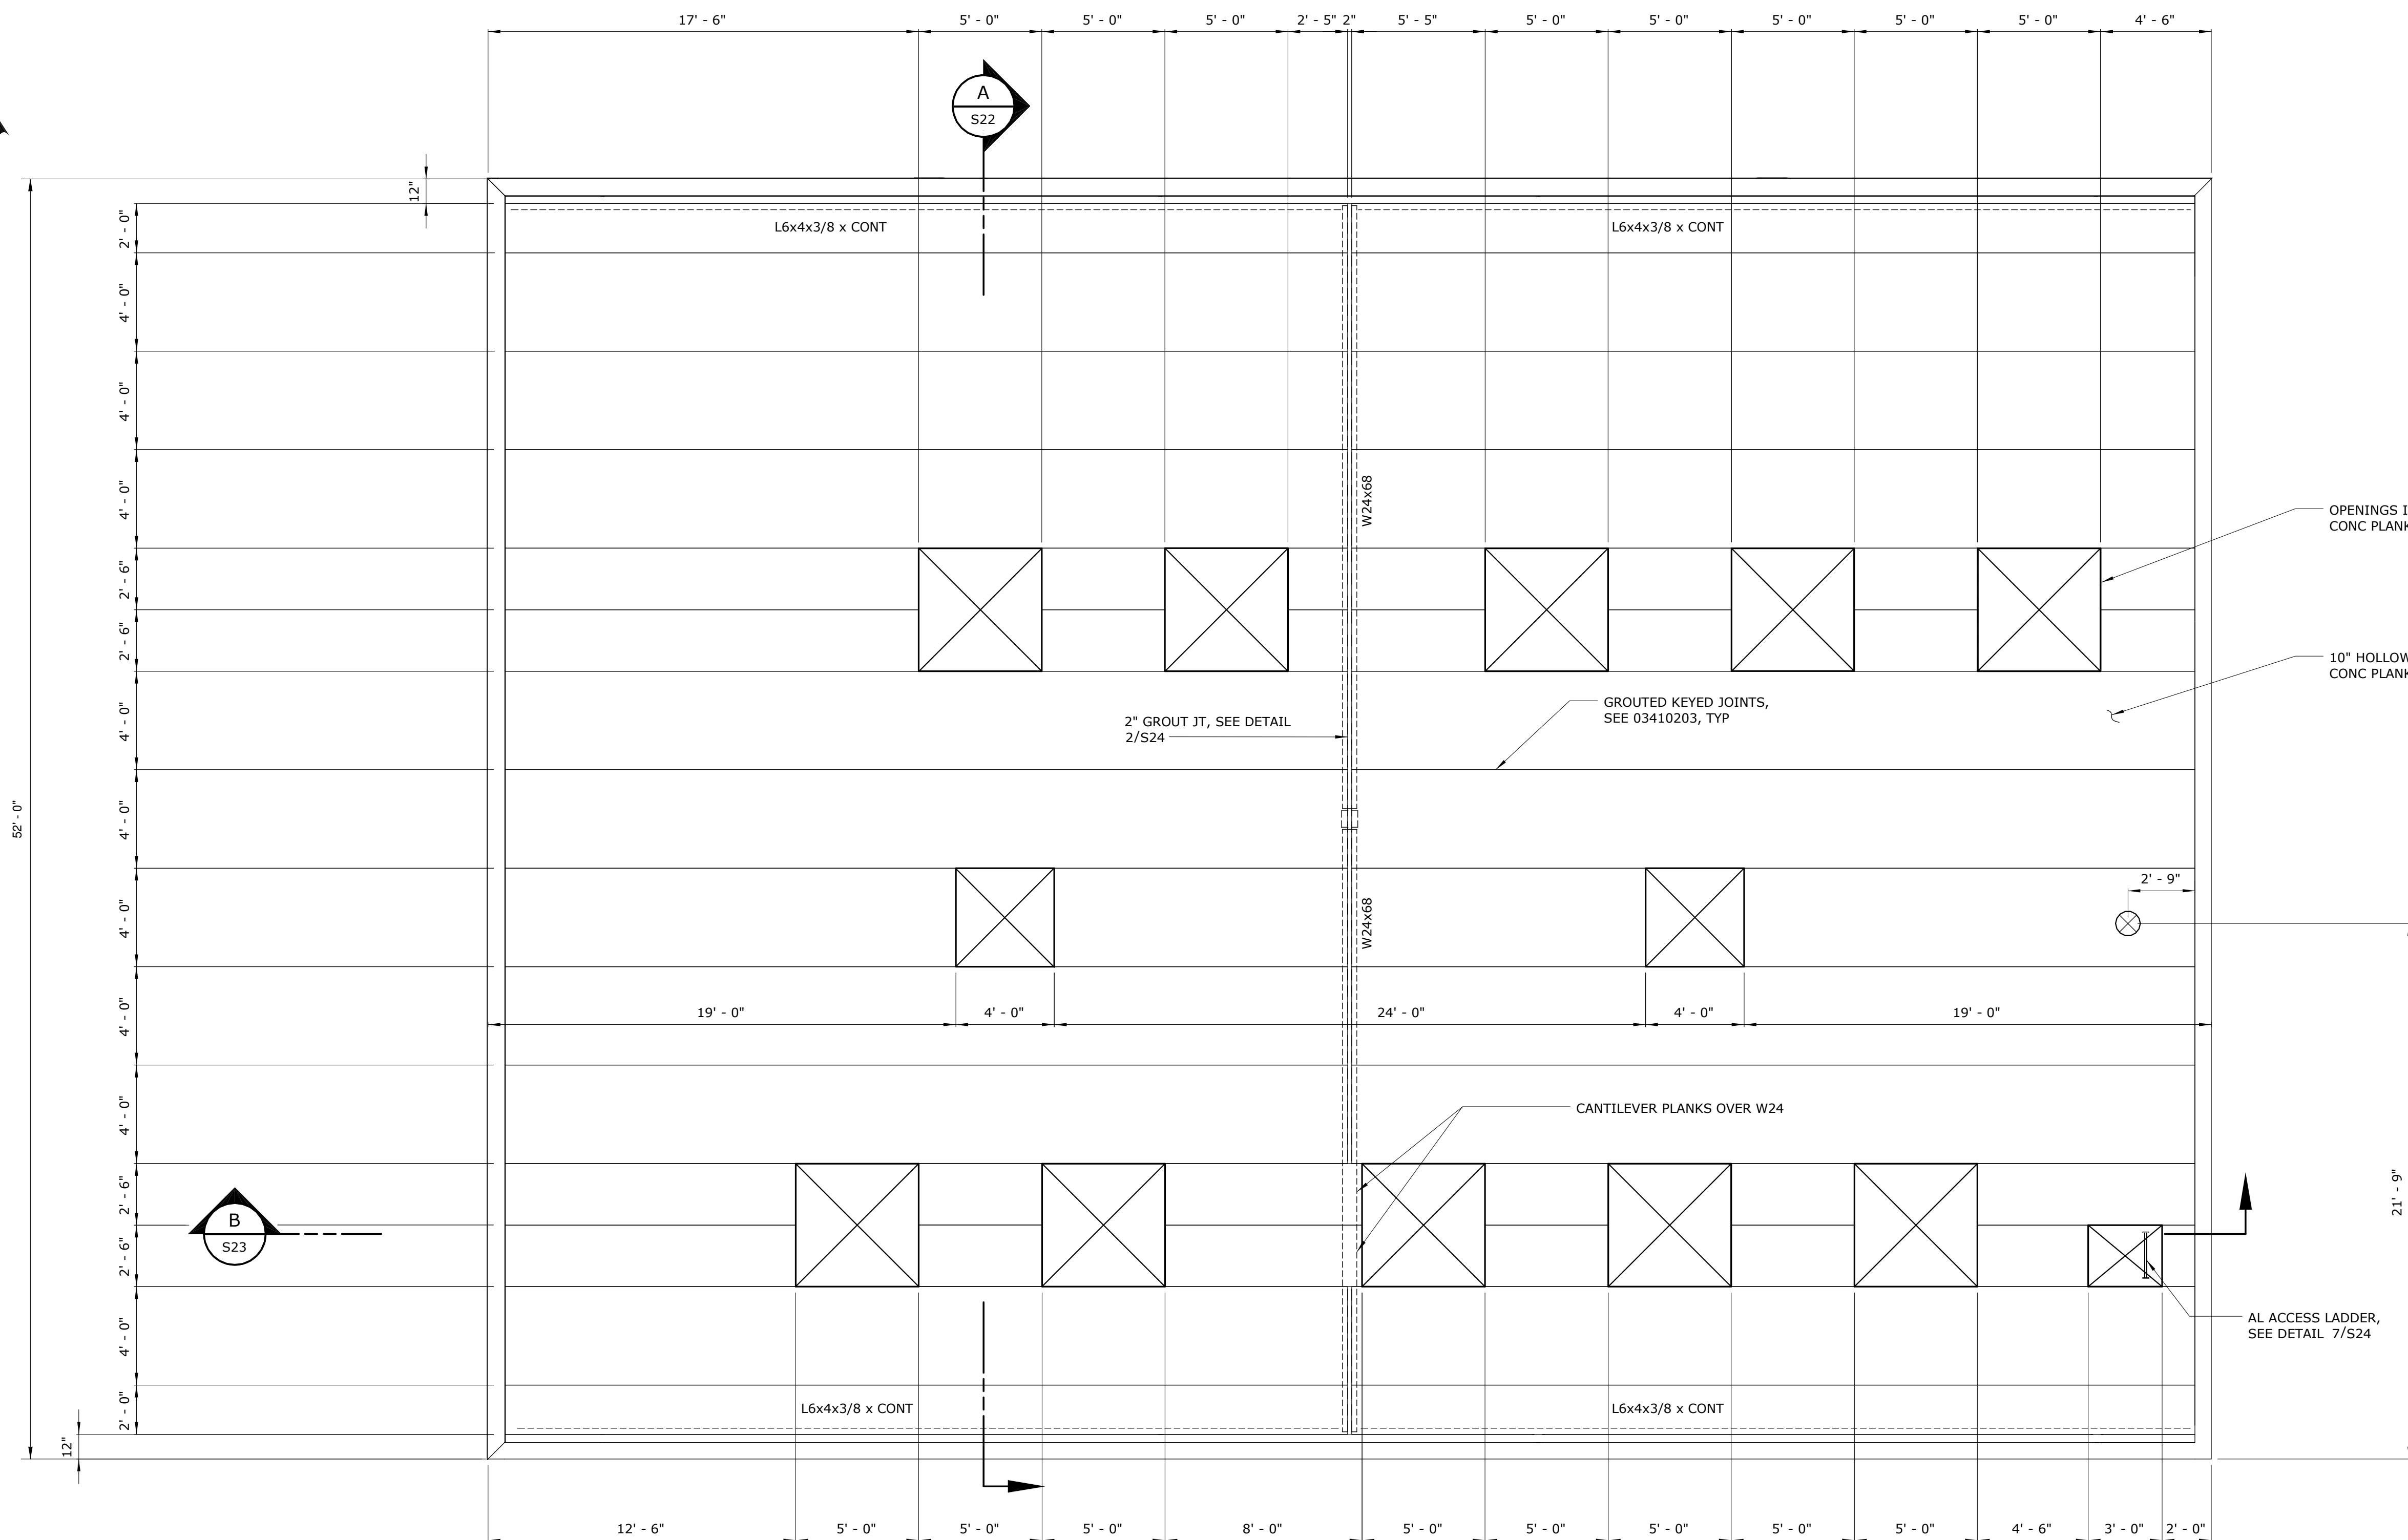 17' - 6" 5' - 0" 5' - 0" 5' - 0" 2' - 5" 2" 5' - 5" 5' - 0" 5' - 0" 5' - 0" 5' - 0" 5' - 0" 4' - 6"
A
S22
12"
2' - 0"
L6x4x3/8 x CONT L6x4x3/8 x CONT
4' - 0"
4' - 0"
4' - 0"
W24x68
OPENINGS
CONC
2' - 6"
2' - 6"
10"
CONC
GROUTED KEYED JOINTS,
SEE 03410203, TYP
2" GROUT JT, SEE DETAIL
2/S24
4' - 0"
52' - 0"
4' - 0"
2' - 9"
4' - 0"
W24x68
4' - 0"
19' - 0" 4' - 0" 24' - 0" 4' - 0" 19' - 0"
4' - 0"
CANTILEVER PLANKS OVER W24
2' - 6"
21' - 9"
B
S23
2' - 6"
AL ACCESS LADDER,
SEE DETAIL 7/S24
4' - 0"
2' - 0"
L6x4x3/8 x CONT L6x4x3/8 x CONT
12"
12' - 6" 5' - 0" 5' - 0" 5' - 0" 8' - 0" 5' - 0" 5' - 0" 5' - 0" 5' - 0" 5' - 0" 4' - 6" 3' - 0" 2' - 0"